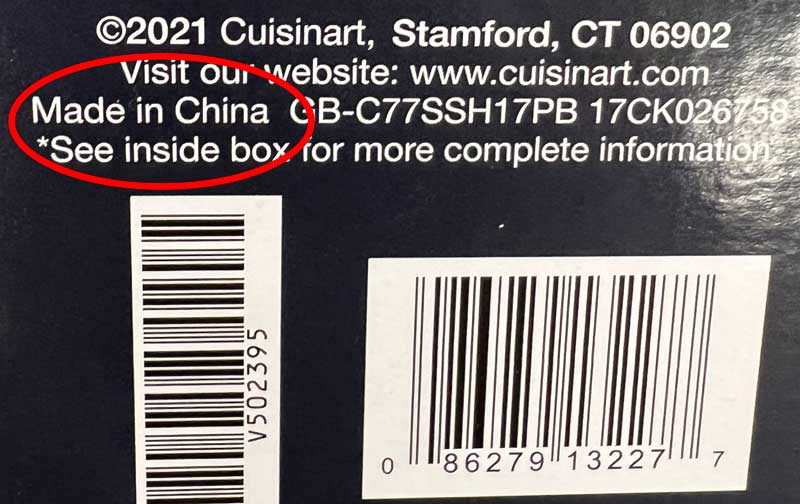 ©2021 Cuisinart, Stamford, CT 06902
Visit our website: www.cuisinart.com
Made in China GB-C77SSH17PB 17CK026758
*See inside box for more complete information.
V502395
0 86279 13227 7